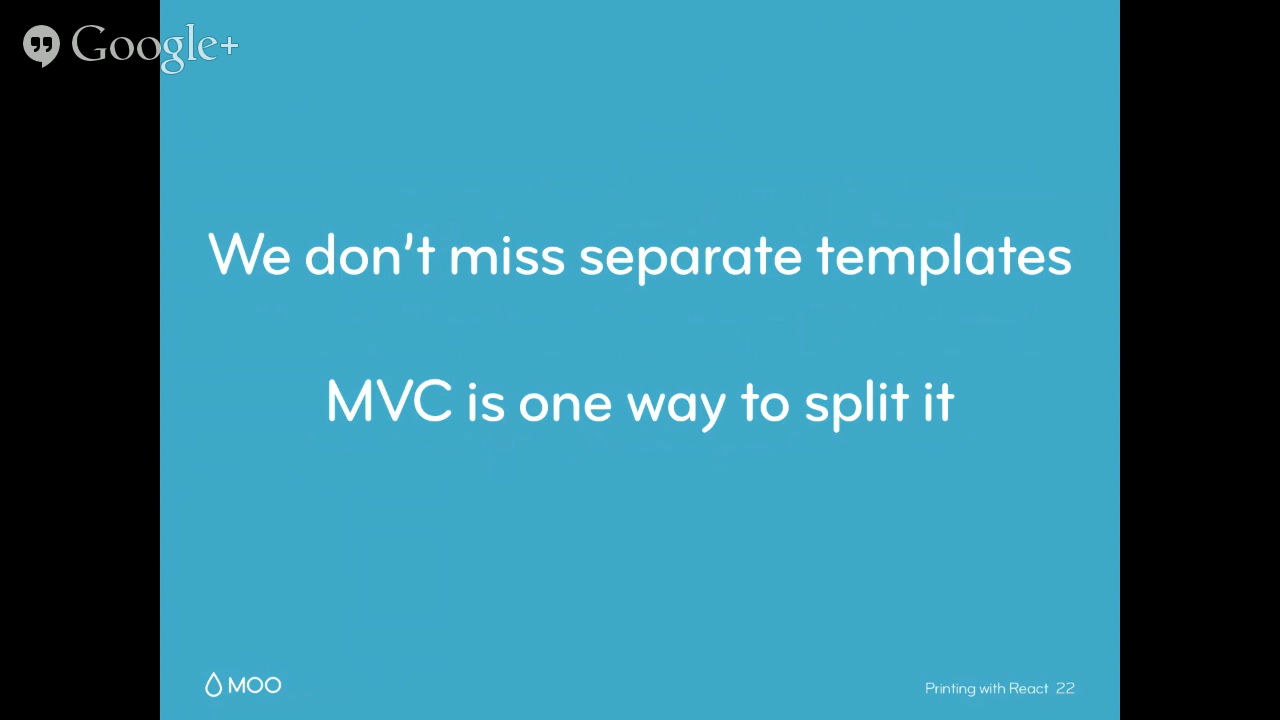 Google+
We don't miss separate templates
MVC is one way to split it
MOO
Printing with React 22